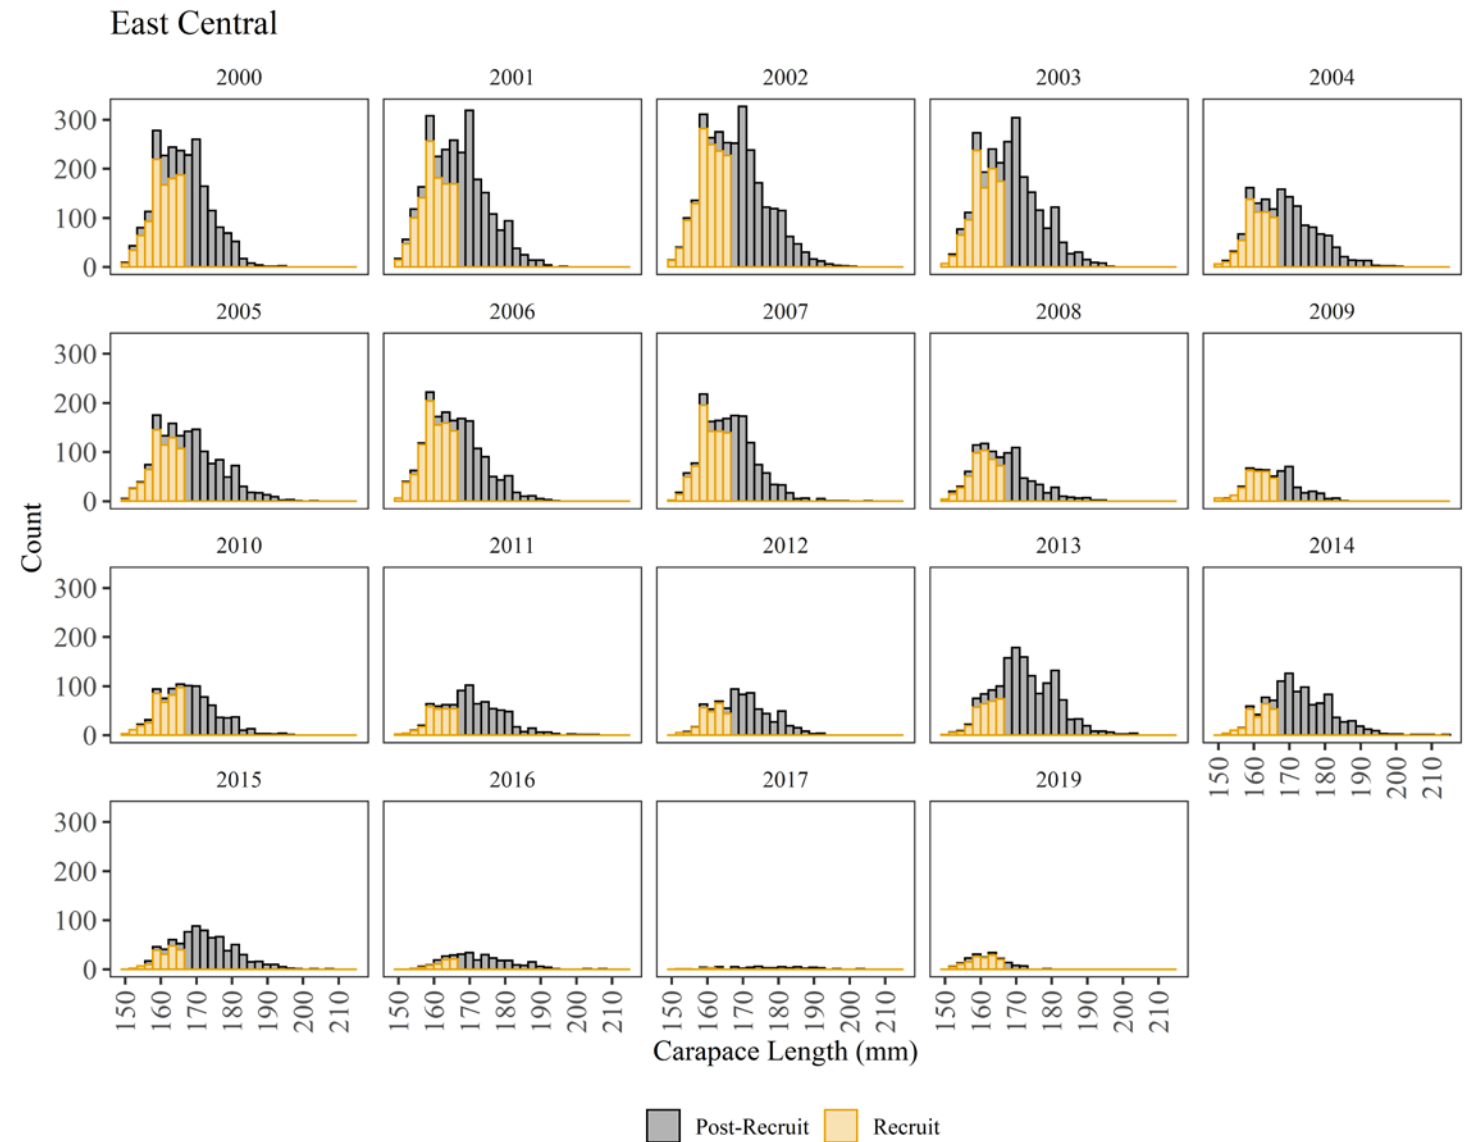 East Central
2000 2001 2002 2003 2004
300
200
100
0
2005 2006 2007 2008 2009
300
200
100
0
Count
2010 2011 2012 2013 2014
300
200
100
0
150 160 170 180 190 200 210
2015 2016 2017 2019
300
200
100
0
150 160 170 180 190 200 210 150 160 170 180 190 200 210 150 160 170 180 190 200 210 150 160 170 180 190 200 210
Carapace Length (mm)
Post-Recruit Recruit